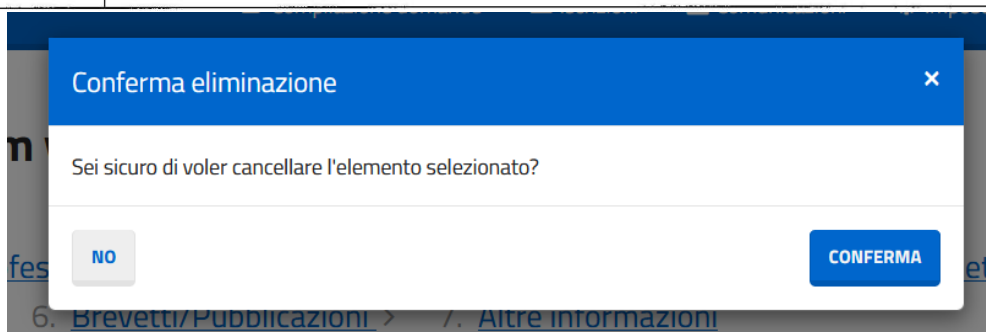 Conferma eliminazione ×
Sei sicuro di voler cancellare l'elemento selezionato?
NO
CONFERMA
6. Brevetti/Pubblicazioni > 7. Altre Informazioni